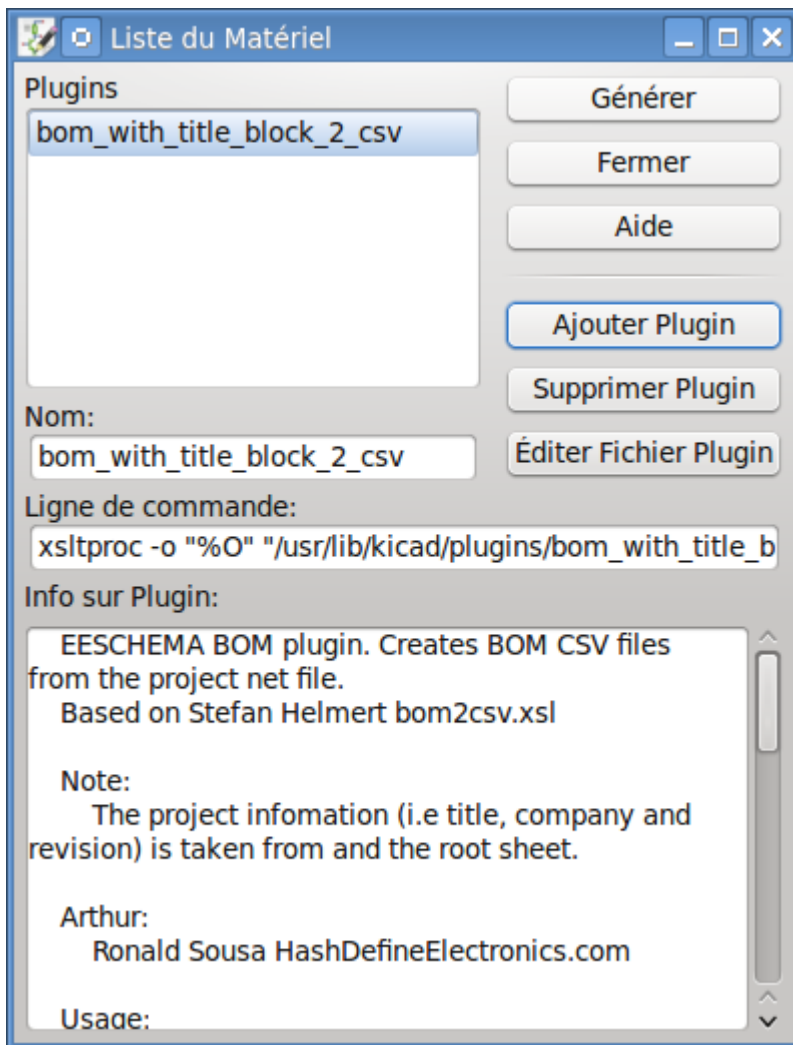 Liste du Matériel
Plugins
bom_with_title_block_2_csv
Générer
Fermer
Aide
Ajouter Plugin
Supprimer Plugin
Éditer Fichier Plugin
Nom:
bom_with_title_block_2_csv
Ligne de commande:
xsltproc -o "%O" "/usr/lib/kicad/plugins/bom_with_title_b
Info sur Plugin:
EESCHEMA BOM plugin. Creates BOM CSV files
from the project net file.
Based on Stefan Helmert bom2csv.xsl
Note:
The project infomation (i.e title, company and
revision) is taken from and the root sheet.
Arthur:
Ronald Sousa HashDefineElectronics.com
Usage: